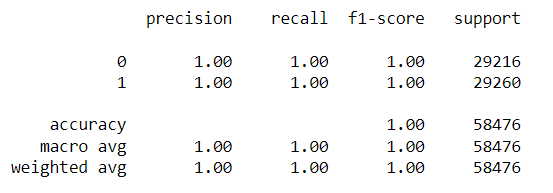 precision recall f1-score support
0 1.00 1.00 1.00 29216
1 1.00 1.00 1.00 29260
accuracy 1.00 58476
macro avg 1.00 1.00 1.00 58476
weighted avg 1.00 1.00 1.00 58476